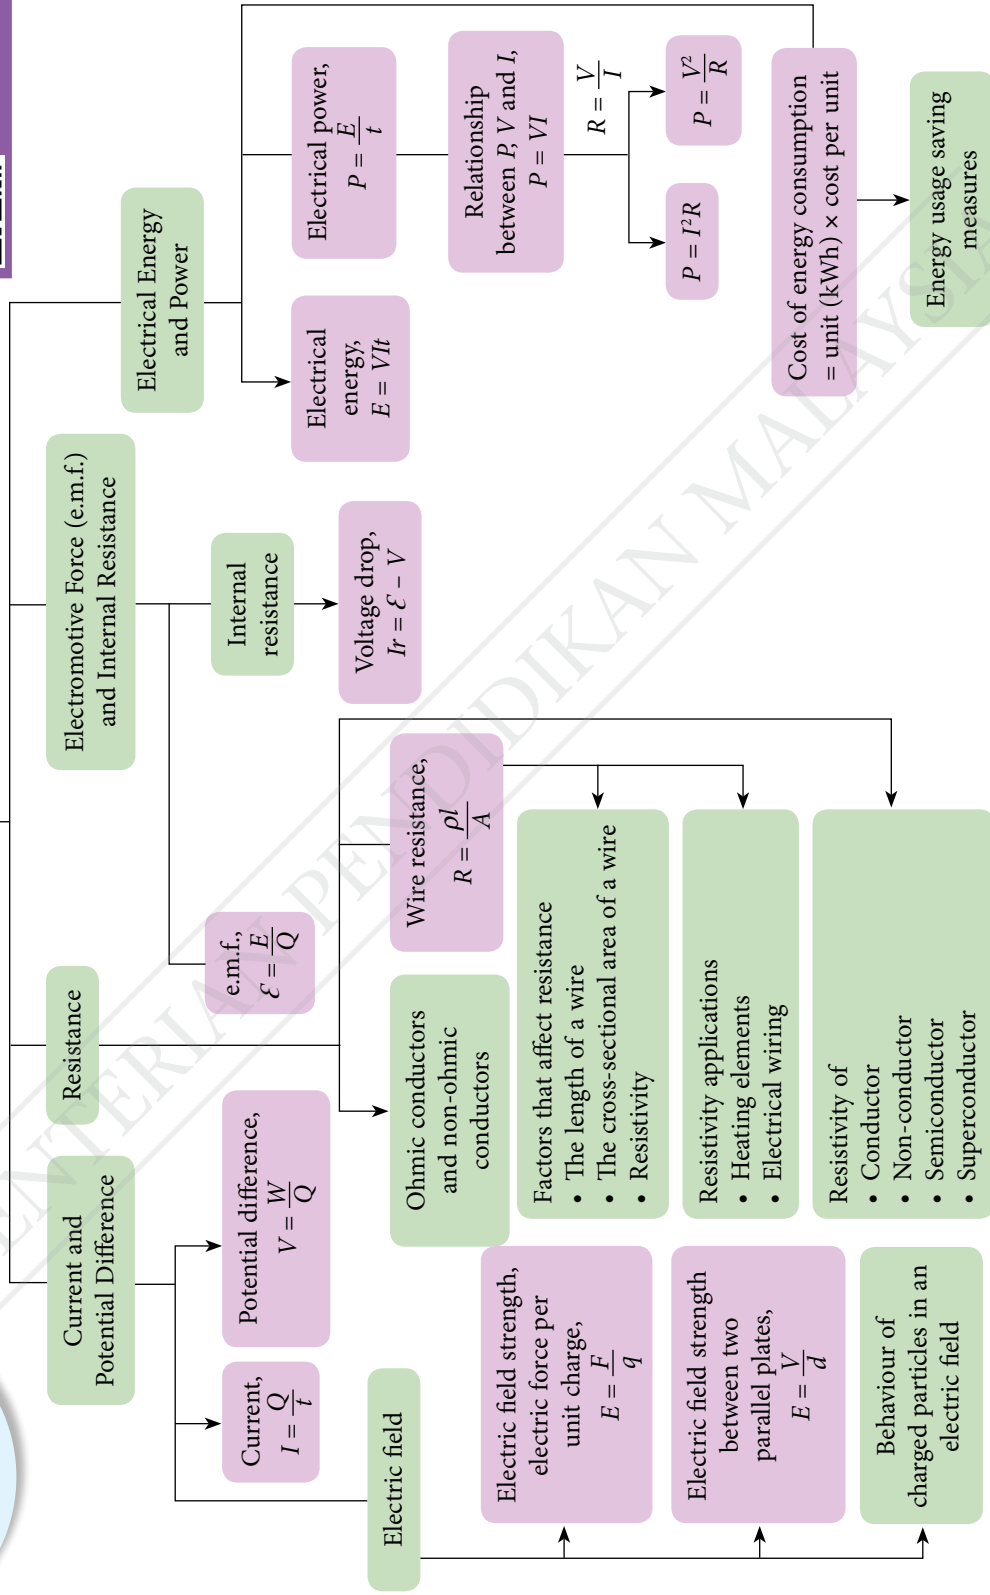 Current and
Potential Difference
Current,
I = Q/t
Potential difference,
V = W/Q
Electric field
Electric field strength,
electric force per
unit charge,
E = F/q
Electric field strength
between two
parallel plates,
E = V/d
Behaviour of
charged particles in an
electric field
Resistance
Ohmic conductors
and non-ohmic
conductors
Wire resistance,
R = ρl/A
Factors that affect resistance
• The length of a wire
• The cross-sectional area of a wire
• Resistivity
Resistivity applications
• Heating elements
• Electrical wiring
Resistivity of
• Conductor
• Non-conductor
• Semiconductor
• Superconductor
Electromotive Force (e.m.f.)
and Internal Resistance
e.m.f.,
ℰ = E/Q
Internal
resistance
Voltage drop,
Ir = ℰ – V
Electrical Energy
and Power
Electrical
energy,
E = VIt
Electrical power,
P = E/t
Relationship
between P, V and I,
P = VI
R = V/I
P = I²R
P = V²/R
Cost of energy consumption
= unit (kWh) × cost per unit
Energy usage saving
measures
PENDIDIKAN